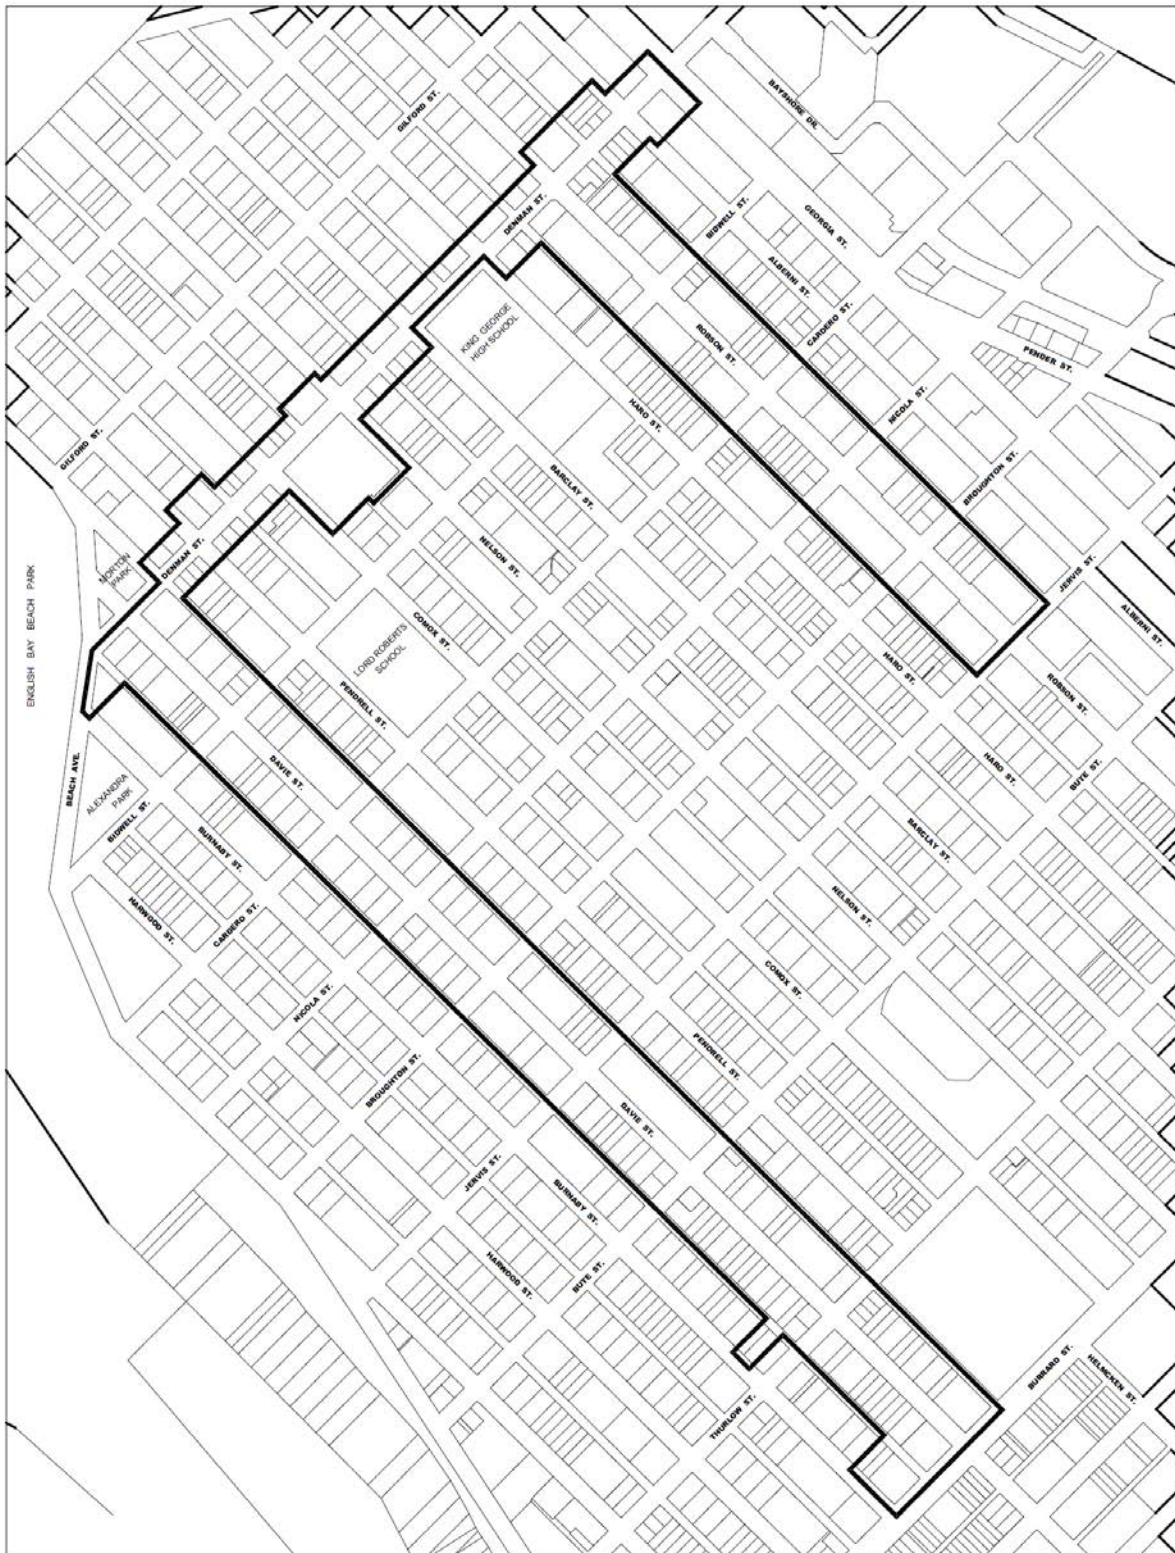 GILFORD ST.
BAYSHORE DR.
DENMAN ST.
BIDWELL ST.
GEORGIA ST.
ALBERNI ST.
CARDERO ST.
KING GEORGE
HIGH SCHOOL
ROBSON ST.
PENDER ST.
NICOLA ST.
HARO ST.
GILFORD ST.
BARCLAY ST.
BROUGHTON ST.
NELSON ST.
DENMAN ST.
MORTON
PARK
JERVIS ST.
ALBERNI ST.
ENGLISH BAY BEACH PARK
COMOX ST.
LORD ROBERTS
SCHOOL
PENDRELL ST.
HARO ST.
ROBSON ST.
BEACH AVE.
DAVIE ST.
ALEXANDRA
PARK
BIDWELL ST.
HARO ST.
BUTE ST.
BURNABY ST.
BARCLAY ST.
HARWOOD ST.
CARDERO ST.
NELSON ST.
NICOLA ST.
COMOX ST.
BROUGHTON ST.
PENDRELL ST.
DAVIE ST.
JERVIS ST.
BURNABY ST.
HARWOOD ST.
BUTE ST.
BURRARD ST.
HELMCKEN ST.
THURLOW ST.